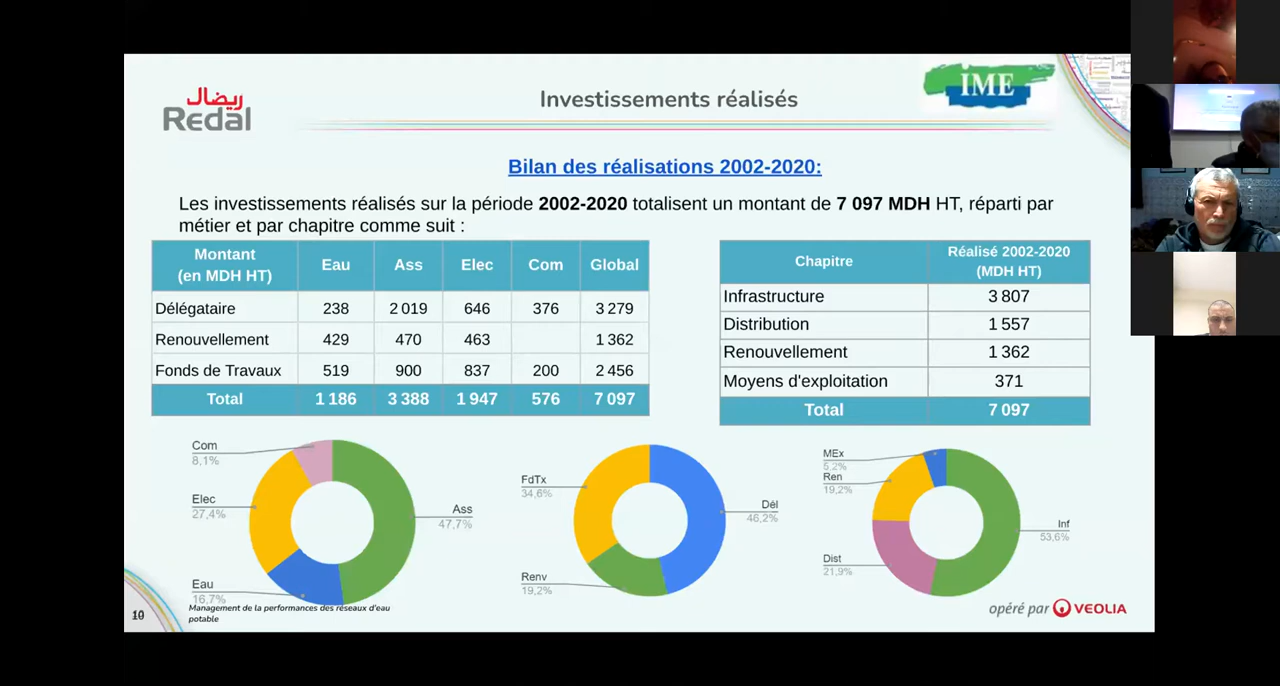 ريضال
Redal
Investissements réalisés
IME
Bilan des réalisations 2002-2020:
Les investissements réalisés sur la période 2002-2020 totalisent un montant de 7 097 MDH HT, réparti par
métier et par chapitre comme suit :
Montant
(en MDH HT) Eau Ass Elec Com Global
Délégataire 238 2 019 646 376 3 279
Renouvellement 429 470 463 1 362
Fonds de Travaux 519 900 837 200 2 456
Total 1 186 3 388 1 947 576 7 097
Chapitre Réalisé 2002-2020
(MDH HT)
Infrastructure 3 807
Distribution 1 557
Renouvellement 1 362
Moyens d'exploitation 371
Total 7 097
Com
8,1%
Elec
27,4%
Eau
16,7%
Ass
47,7%
FdTx
34,6%
Renv
19,2%
Dél
46,2%
MEx
5,2%
Ren
19,2%
Dist
21,9%
Inf
53,6%
Management de la performances des réseaux d'eau
potable
opéré par VEOLIA